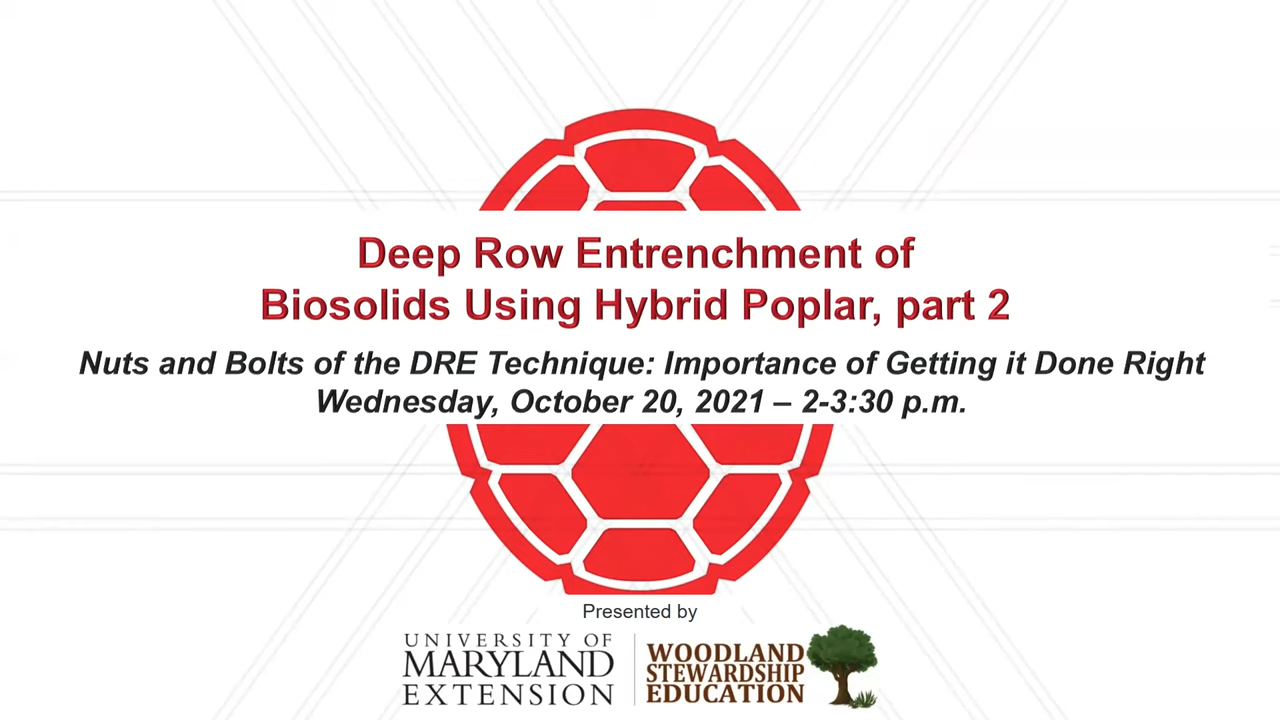 Deep Row Entrenchment of
Biosolids Using Hybrid Poplar, part 2
Nuts and Bolts of the DRE Technique: Importance of Getting it Done Right
Wednesday, October 20, 2021 – 2-3:30 p.m.
Presented by
UNIVERSITY OF
MARYLAND
EXTENSION
WOODLAND
STEWARDSHIP
EDUCATION